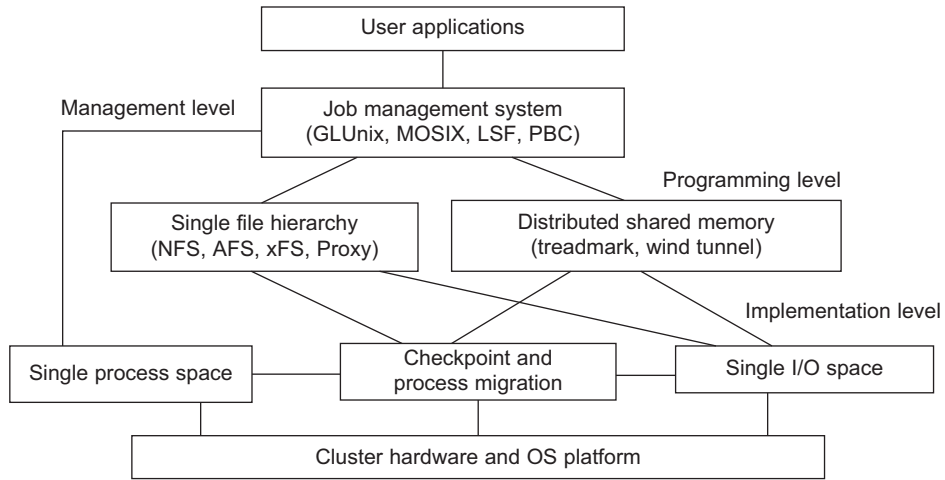 User applications
Management level
Job management system
(GLUnix, MOSIX, LSF, PBC)
Programming level
Single file hierarchy
(NFS, AFS, xFS, Proxy)
Distributed shared memory
(treadmark, wind tunnel)
Implementation level
Single process space
Checkpoint and
process migration
Single I/O space
Cluster hardware and OS platform